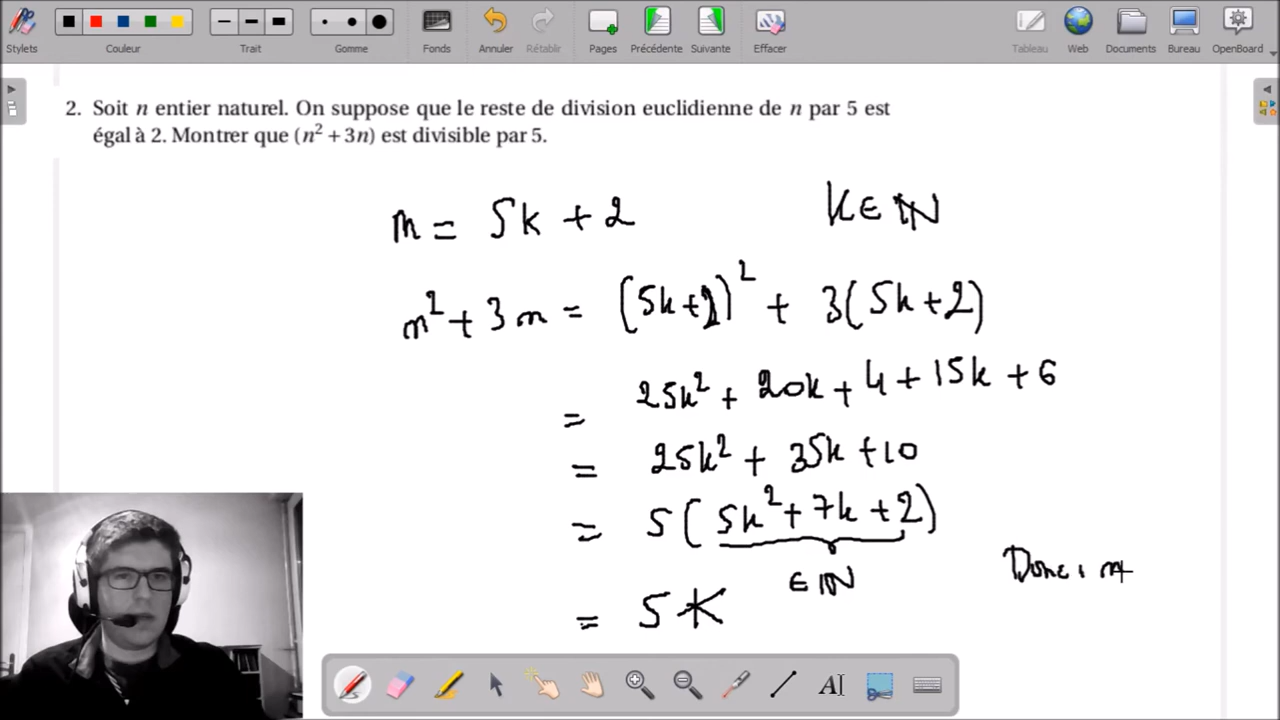 Stylets Couleur Trait Gomme Fonds Annuler Rétablir Pages Précédente Suivante Effacer Tableau Web Documents Bureau OpenBoard
2. Soit n entier naturel. On suppose que le reste de division euclidienne de n par 5 est
égal à 2. Montrer que (n² + 3n) est divisible par 5.
n = 5k + 2 k ∈ ℕ
n² + 3n = (5k+2)² + 3(5k+2)
= 25k² + 20k + 4 + 15k + 6
= 25k² + 35k + 10
= 5(5k² + 7k + 2)
∈ ℕ
Donc, n
= 5K
AI